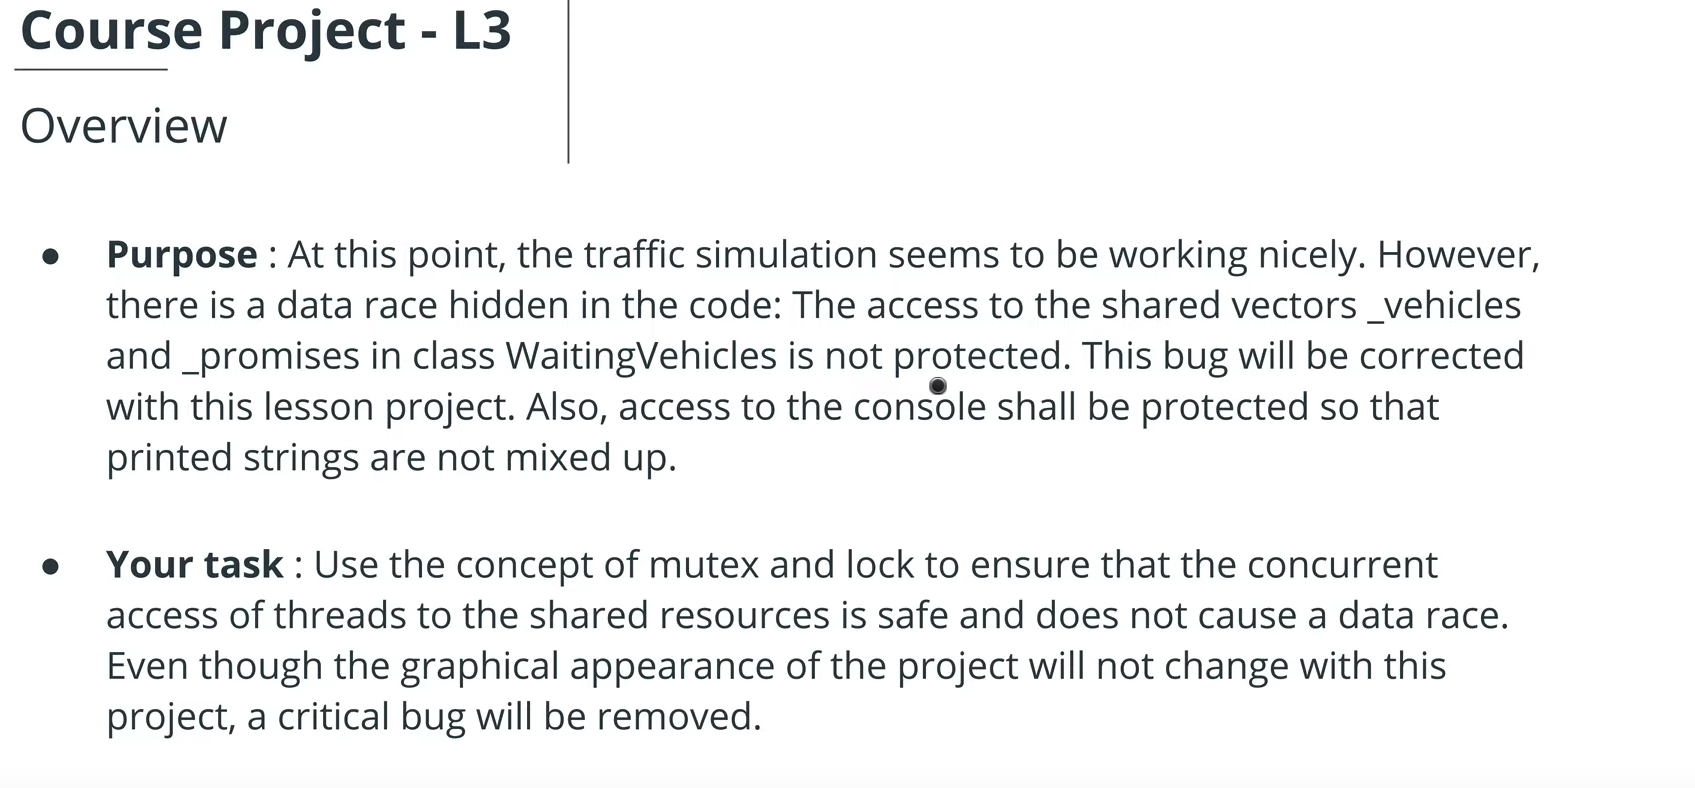 Course Project - L3
Overview
● Purpose : At this point, the traffic simulation seems to be working nicely. However,
there is a data race hidden in the code: The access to the shared vectors _vehicles
and _promises in class WaitingVehicles is not protected. This bug will be corrected
with this lesson project. Also, access to the console shall be protected so that
printed strings are not mixed up.
● Your task : Use the concept of mutex and lock to ensure that the concurrent
access of threads to the shared resources is safe and does not cause a data race.
Even though the graphical appearance of the project will not change with this
project, a critical bug will be removed.